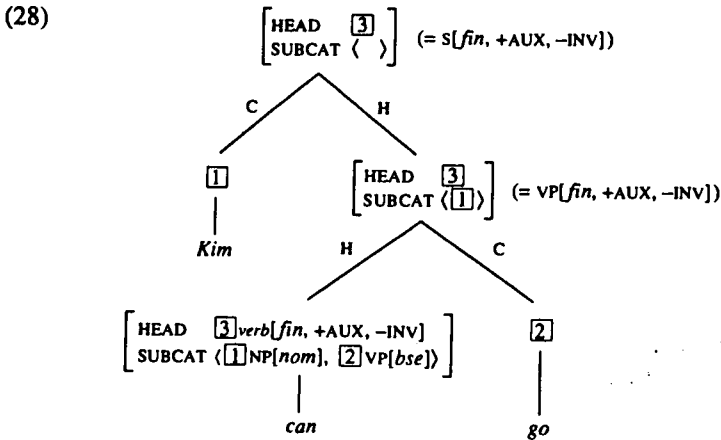 (28)
HEAD [3]
SUBCAT ⟨ ⟩
(= S[fin, +AUX, −INV])
C H
[1]
HEAD [3]
SUBCAT ⟨[1]⟩
(= VP[fin, +AUX, −INV])
Kim
H C
HEAD [3]verb[fin, +AUX, −INV]
SUBCAT ⟨[1]NP[nom], [2]VP[bse]⟩
[2]
can
go